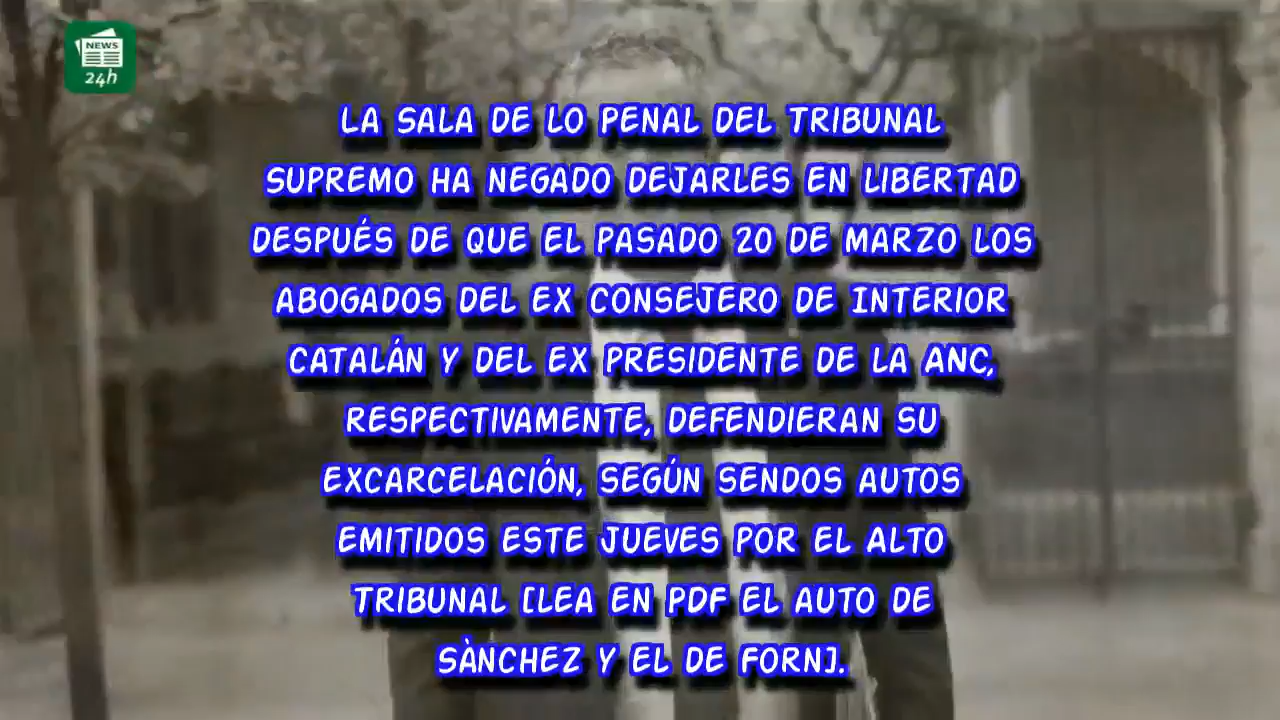 NEWS
24h
LA SALA DE LO PENAL DEL TRIBUNAL
SUPREMO HA NEGADO DEJARLES EN LIBERTAD
DESPUÉS DE QUE EL PASADO 20 DE MARZO LOS
ABOGADOS DEL EX CONSEJERO DE INTERIOR
CATALÁN Y DEL EX PRESIDENTE DE LA ANC,
RESPECTIVAMENTE, DEFENDIERAN SU
EXCARCELACIÓN, SEGÚN SENDOS AUTOS
EMITIDOS ESTE JUEVES POR EL ALTO
TRIBUNAL [LEA EN PDF EL AUTO DE
SÀNCHEZ Y EL DE FORN].